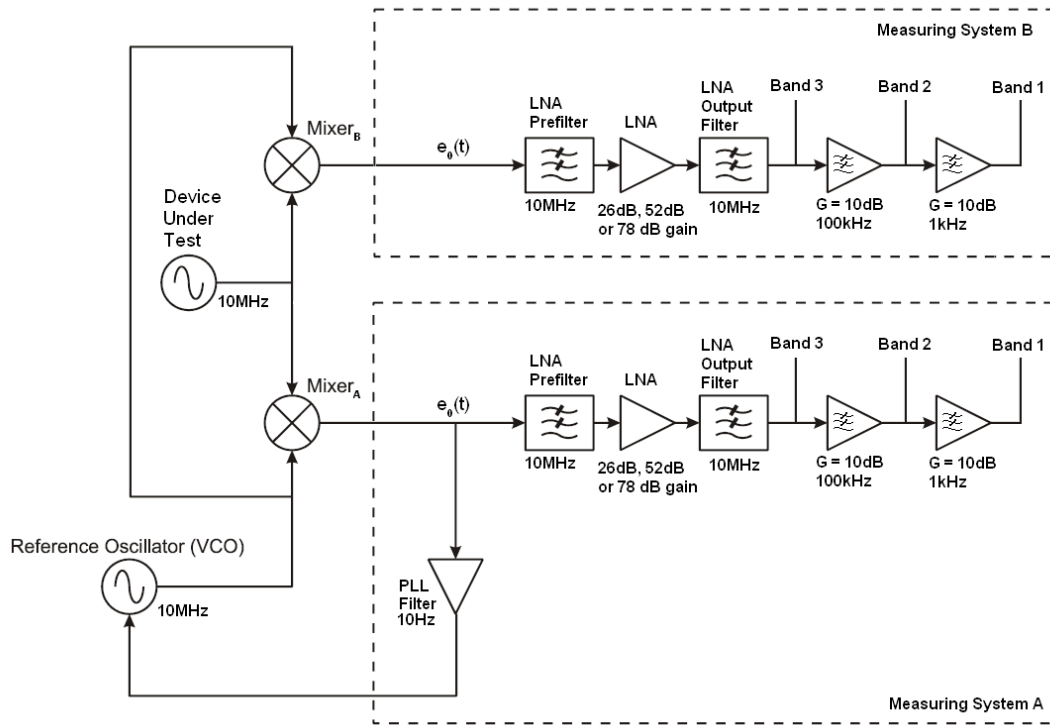 Measuring System B
Band 3
Band 2
Band 1
LNA
Prefilter
LNA
LNA
Output
Filter
Mixer_B
e_θ(t)
10MHz
26dB, 52dB
or 78 dB gain
10MHz
G = 10dB
100kHz
G = 10dB
1kHz
Device
Under
Test
10MHz
Band 3
Band 2
Band 1
LNA
Prefilter
LNA
LNA
Output
Filter
Mixer_A
e_θ(t)
10MHz
26dB, 52dB
or 78 dB gain
10MHz
G = 10dB
100kHz
G = 10dB
1kHz
Reference Oscillator (VCO)
10MHz
PLL
Filter
10Hz
Measuring System A